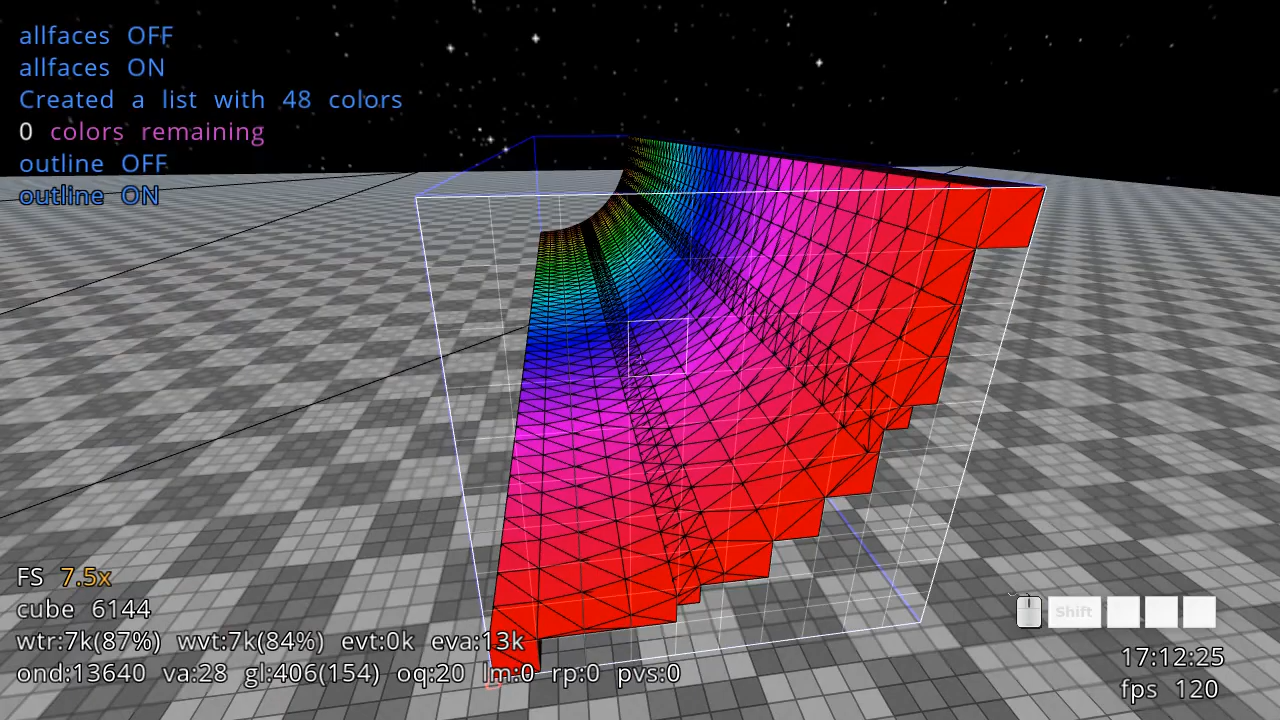 allfaces OFF
allfaces ON
Created a list with 48 colors
0 colors remaining
outline OFF
outline ON
FS 7.5x
cube 6144
wtr:7k(87%) wvt:7k(84%) evt:0k eva:13k
ond:13640 va:28 gl:406(154) oq:20 lm:0 rp:0 pvs:0
Shift
17:12:25
fps 120